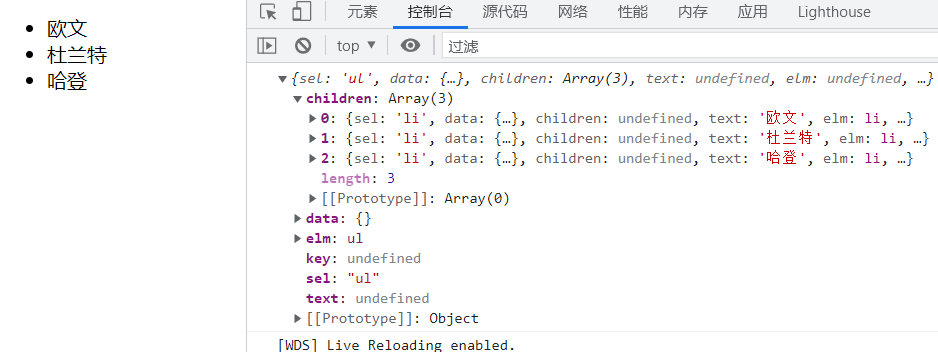 欧文
杜兰特
哈登
元素 控制台 源代码 网络 性能 内存 应用 Lighthouse
top 过滤
{sel: 'ul', data: {…}, children: Array(3), text: undefined, elm: undefined, …}
children: Array(3)
0: {sel: 'li', data: {…}, children: undefined, text: '欧文', elm: li, …}
1: {sel: 'li', data: {…}, children: undefined, text: '杜兰特', elm: li, …}
2: {sel: 'li', data: {…}, children: undefined, text: '哈登', elm: li, …}
length: 3
[[Prototype]]: Array(0)
data: {}
elm: ul
key: undefined
sel: "ul"
text: undefined
[[Prototype]]: Object
[WDS] Live Reloading enabled.